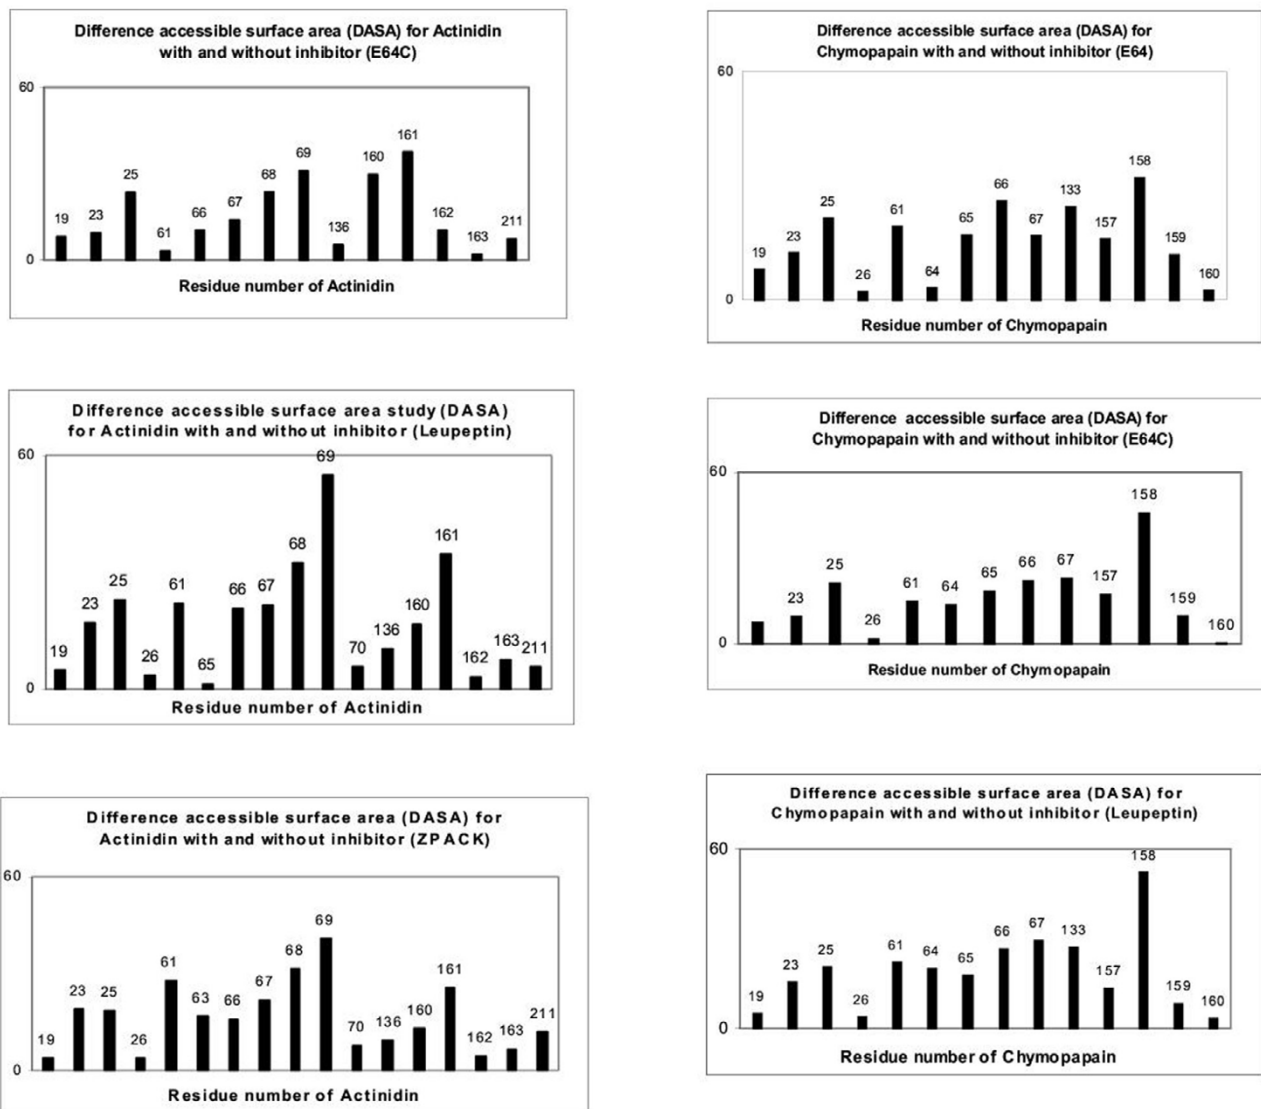 Difference accessible surface area (DASA) for Actinidin
with and without inhibitor (E64C)
60
0
19 23 25 61 66 67 68 69 136 160 161 162 163 211
Residue number of Actinidin
Difference accessible surface area (DASA) for
Chymopapain with and without inhibitor (E64)
60
0
19 23 25 26 61 64 65 66 67 133 157 158 159 160
Residue number of Chymopapain
Difference accessible surface area study (DASA)
for Actinidin with and without inhibitor (Leupeptin)
60
0
19 23 25 26 61 65 66 67 68 69 70 136 160 161 162 163 211
Residue number of Actinidin
Difference accessible surface area (DASA) for
Chymopapain with and without inhibitor (E64C)
60
0
23 25 26 61 64 65 66 67 157 158 159 160
Residue number of Chymopapain
Difference accessible surface area (DASA) for
Actinidin with and without inhibitor (ZPACK)
60
0
19 23 25 26 61 63 66 67 68 69 70 136 160 161 162 163 211
Residue number of Actinidin
Difference accessible surface area (DASA) for
Chymopapain with and without inhibitor (Leupeptin)
60
0
19 23 25 26 61 64 65 66 67 133 157 158 159 160
Residue number of Chymopapain